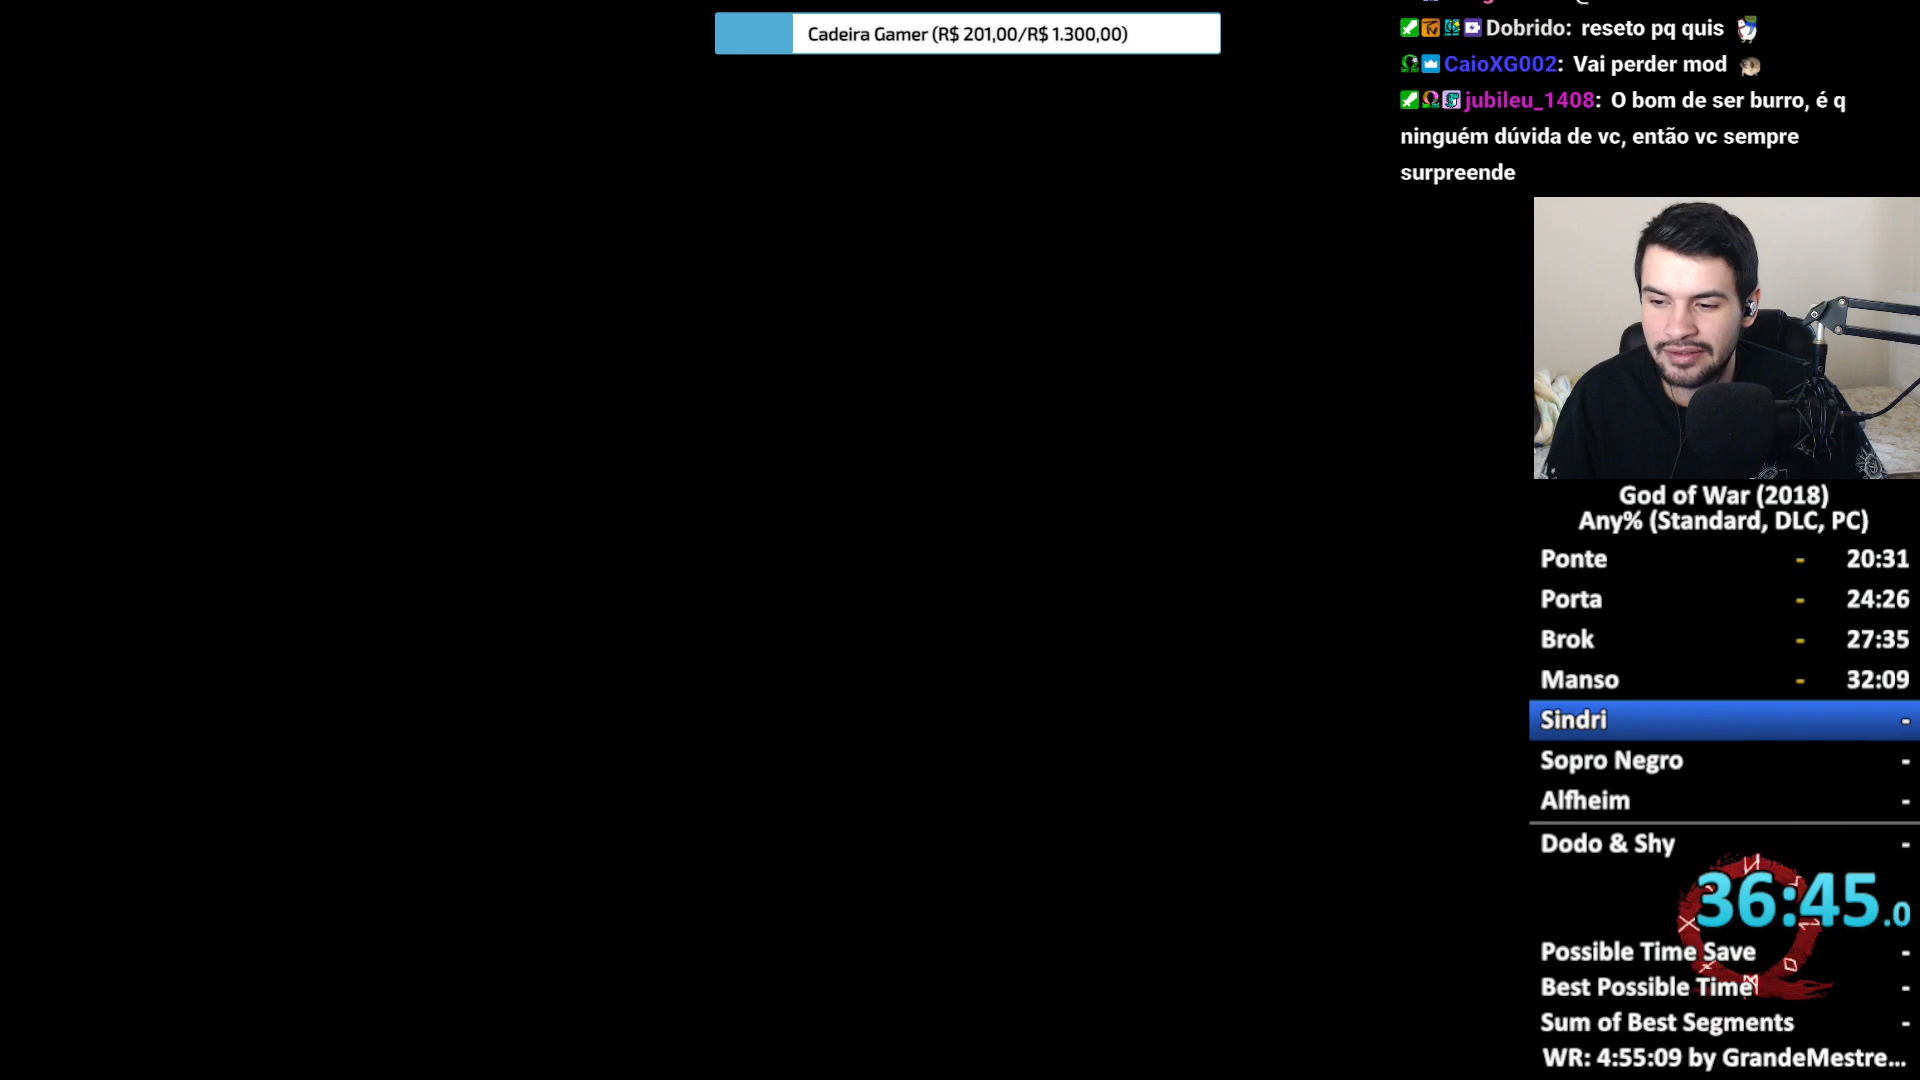 Cadeira Gamer (R$ 201,00/R$ 1.300,00)
Dobrido: reseto pq quis
CaioXG002: Vai perder mod
jubileu_1408: O bom de ser burro, é q
ninguém dúvida de vc, então vc sempre
surpreende
God of War (2018)
Any% (Standard, DLC, PC)
Ponte - 20:31
Porta - 24:26
Brok - 27:35
Manso - 32:09
Sindri -
Sopro Negro -
Alfheim -
Dodo & Shy -
36:45.0
Possible Time Save -
Best Possible Time -
Sum of Best Segments -
WR: 4:55:09 by GrandeMestre...